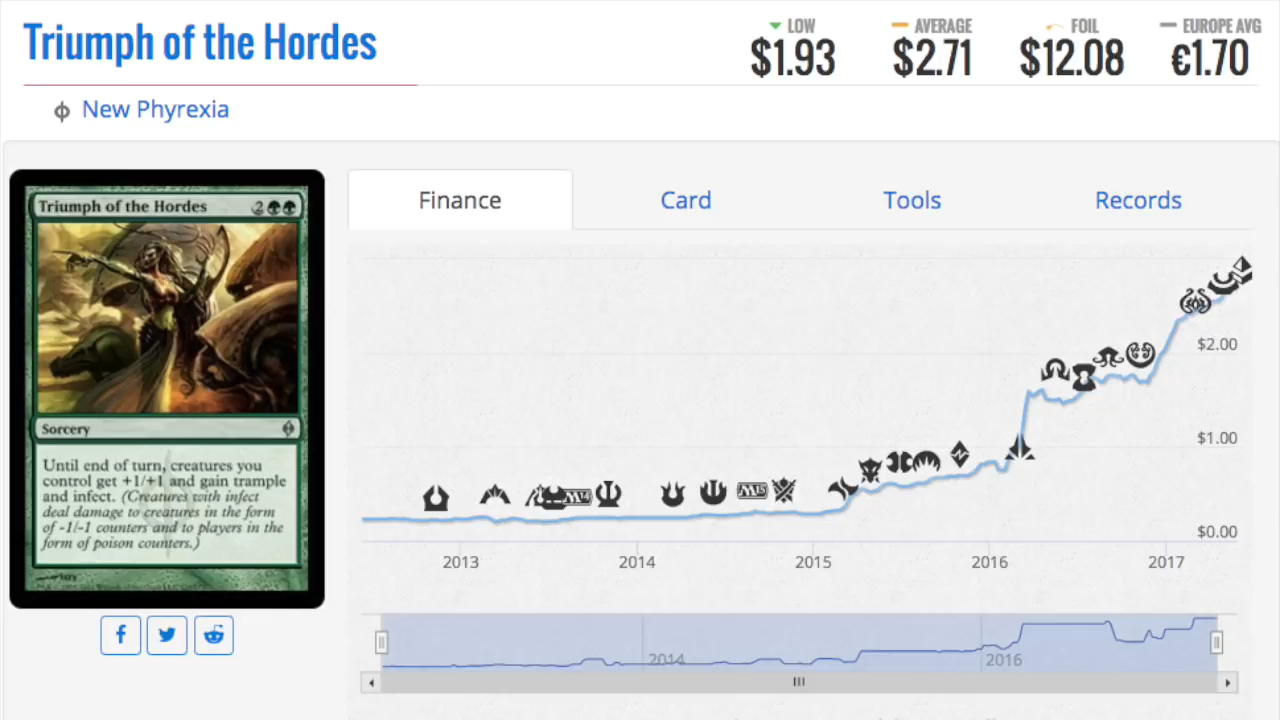 Triumph of the Hordes
LOW
$1.93
AVERAGE
$2.71
FOIL
$12.08
EUROPE AVG
€1.70
New Phyrexia
Triumph of the Hordes 2
Sorcery
Until end of turn, creatures you
control get +1/+1 and gain trample
and infect. (Creatures with infect
deal damage to creatures in the form
of -1/-1 counters and to players in the
form of poison counters.)
Finance
Card
Tools
Records
M14
M15
$2.00
$1.00
$0.00
2013
2014
2015
2016
2017
2014
2016